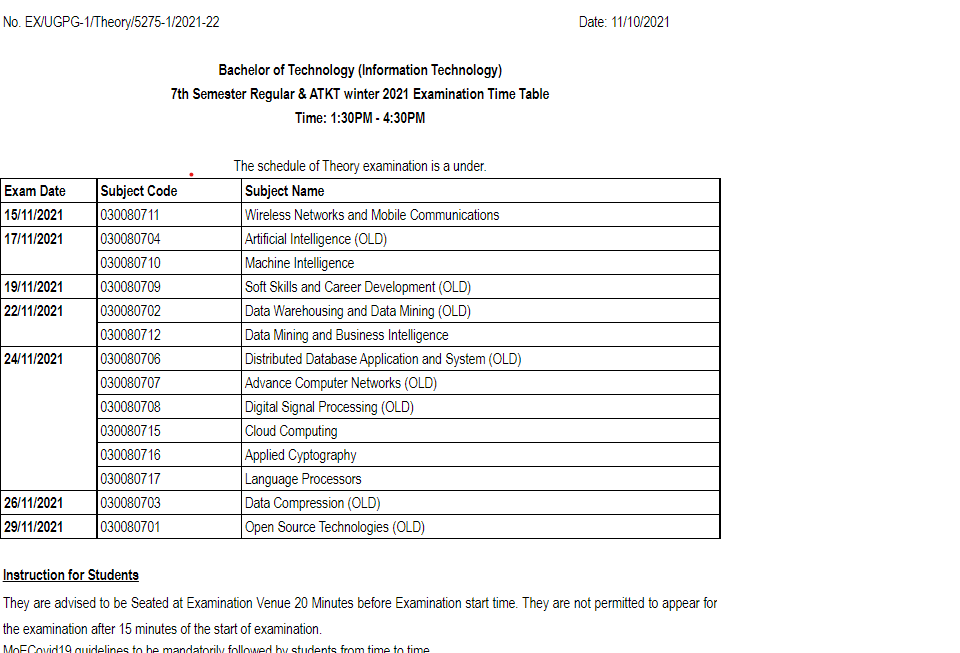 No. EX/UGPG-1/Theory/5275-1/2021-22 Date: 11/10/2021
Bachelor of Technology (Information Technology)
7th Semester Regular & ATKT winter 2021 Examination Time Table
Time: 1:30PM - 4:30PM
The schedule of Theory examination is a under.
Exam Date Subject Code Subject Name
15/11/2021 030080711 Wireless Networks and Mobile Communications
17/11/2021 030080704 Artificial Intelligence (OLD)
030080710 Machine Intelligence
19/11/2021 030080709 Soft Skills and Career Development (OLD)
22/11/2021 030080702 Data Warehousing and Data Mining (OLD)
030080712 Data Mining and Business Intelligence
24/11/2021 030080706 Distributed Database Application and System (OLD)
030080707 Advance Computer Networks (OLD)
030080708 Digital Signal Processing (OLD)
030080715 Cloud Computing
030080716 Applied Cyptography
030080717 Language Processors
26/11/2021 030080703 Data Compression (OLD)
29/11/2021 030080701 Open Source Technologies (OLD)
Instruction for Students
They are advised to be Seated at Examination Venue 20 Minutes before Examination start time. They are not permitted to appear for
the examination after 15 minutes of the start of examination.
MoECovid19 guidelines to be mandatorily followed by students from time to time